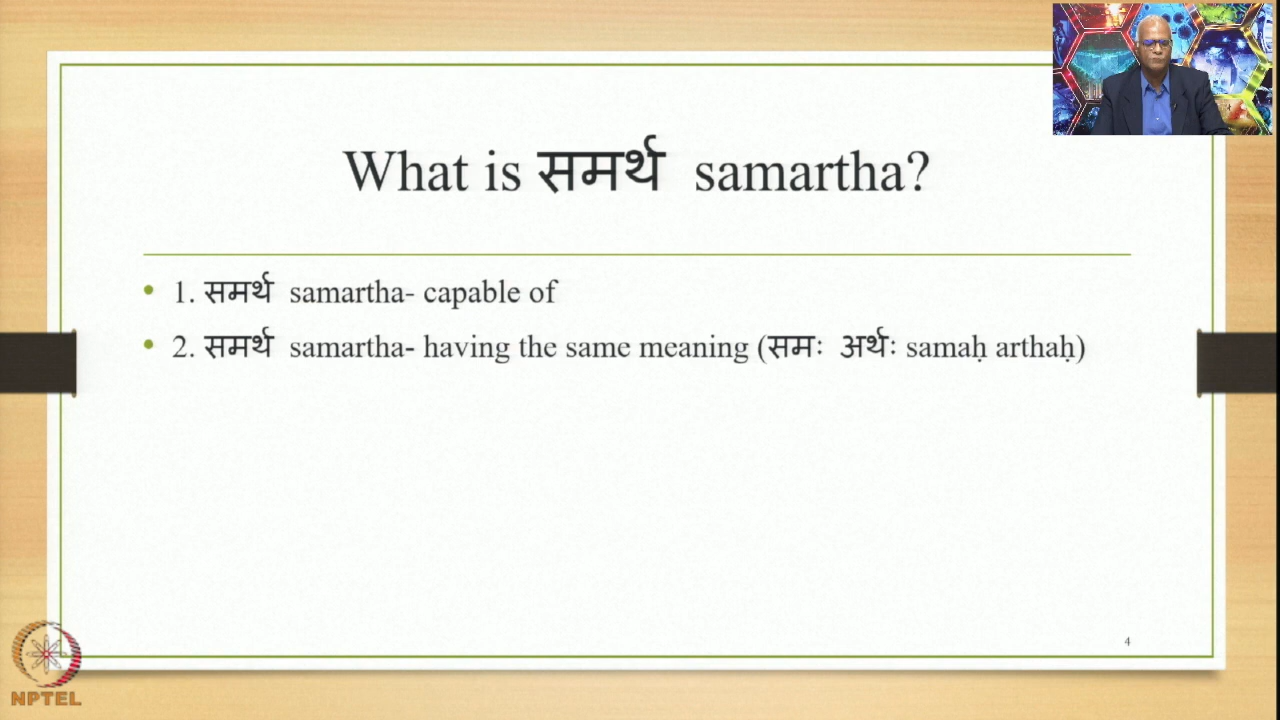 What is समर्थ samartha?
• 1. समर्थ samartha- capable of
• 2. समर्थ samartha- having the same meaning (समः अर्थः samaḥ arthaḥ)
4
NPTEL